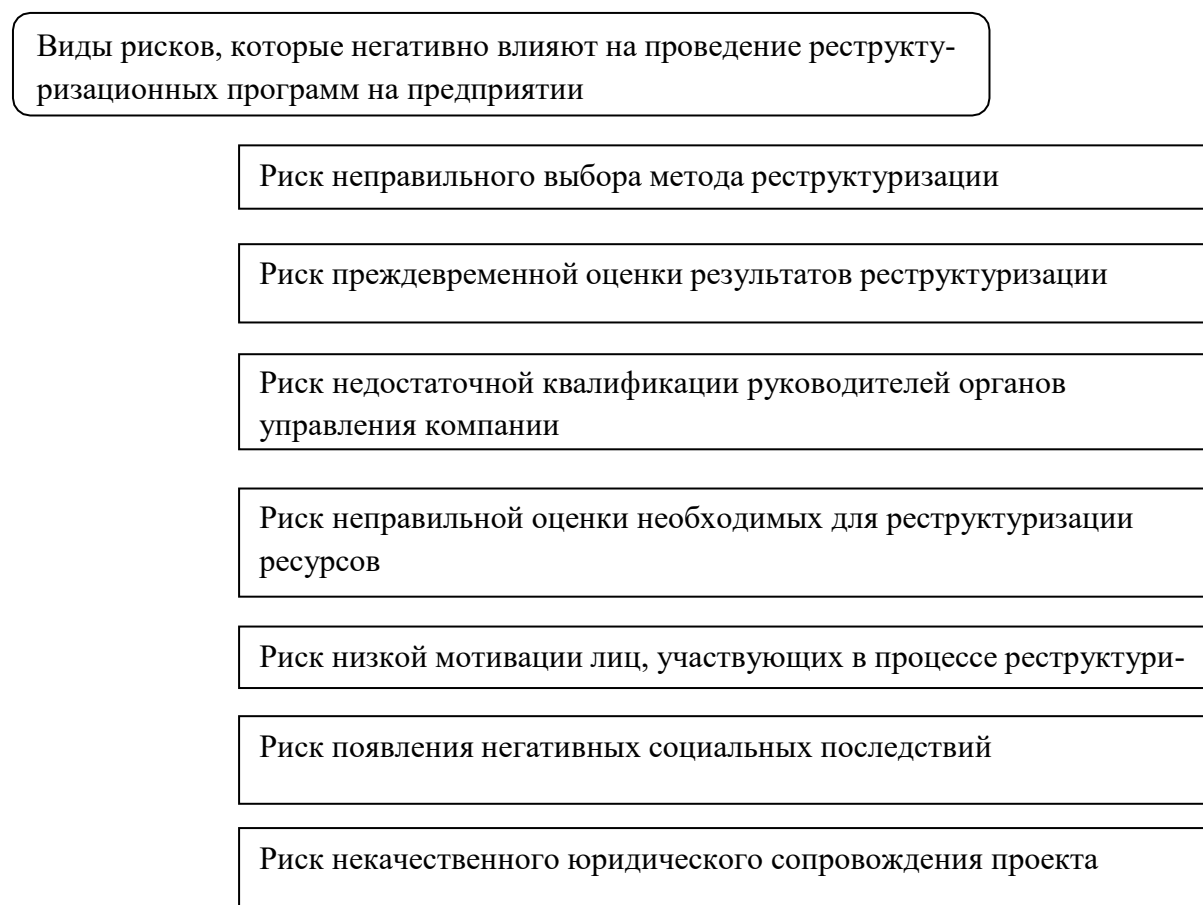 Виды рисков, которые негативно влияют на проведение реструкту-
ризационных программ на предприятии
Риск неправильного выбора метода реструктуризации
Риск преждевременной оценки результатов реструктуризации
Риск недостаточной квалификации руководителей органов
управления компании
Риск неправильной оценки необходимых для реструктуризации
ресурсов
Риск низкой мотивации лиц, участвующих в процессе реструктури-
Риск появления негативных социальных последствий
Риск некачественного юридического сопровождения проекта